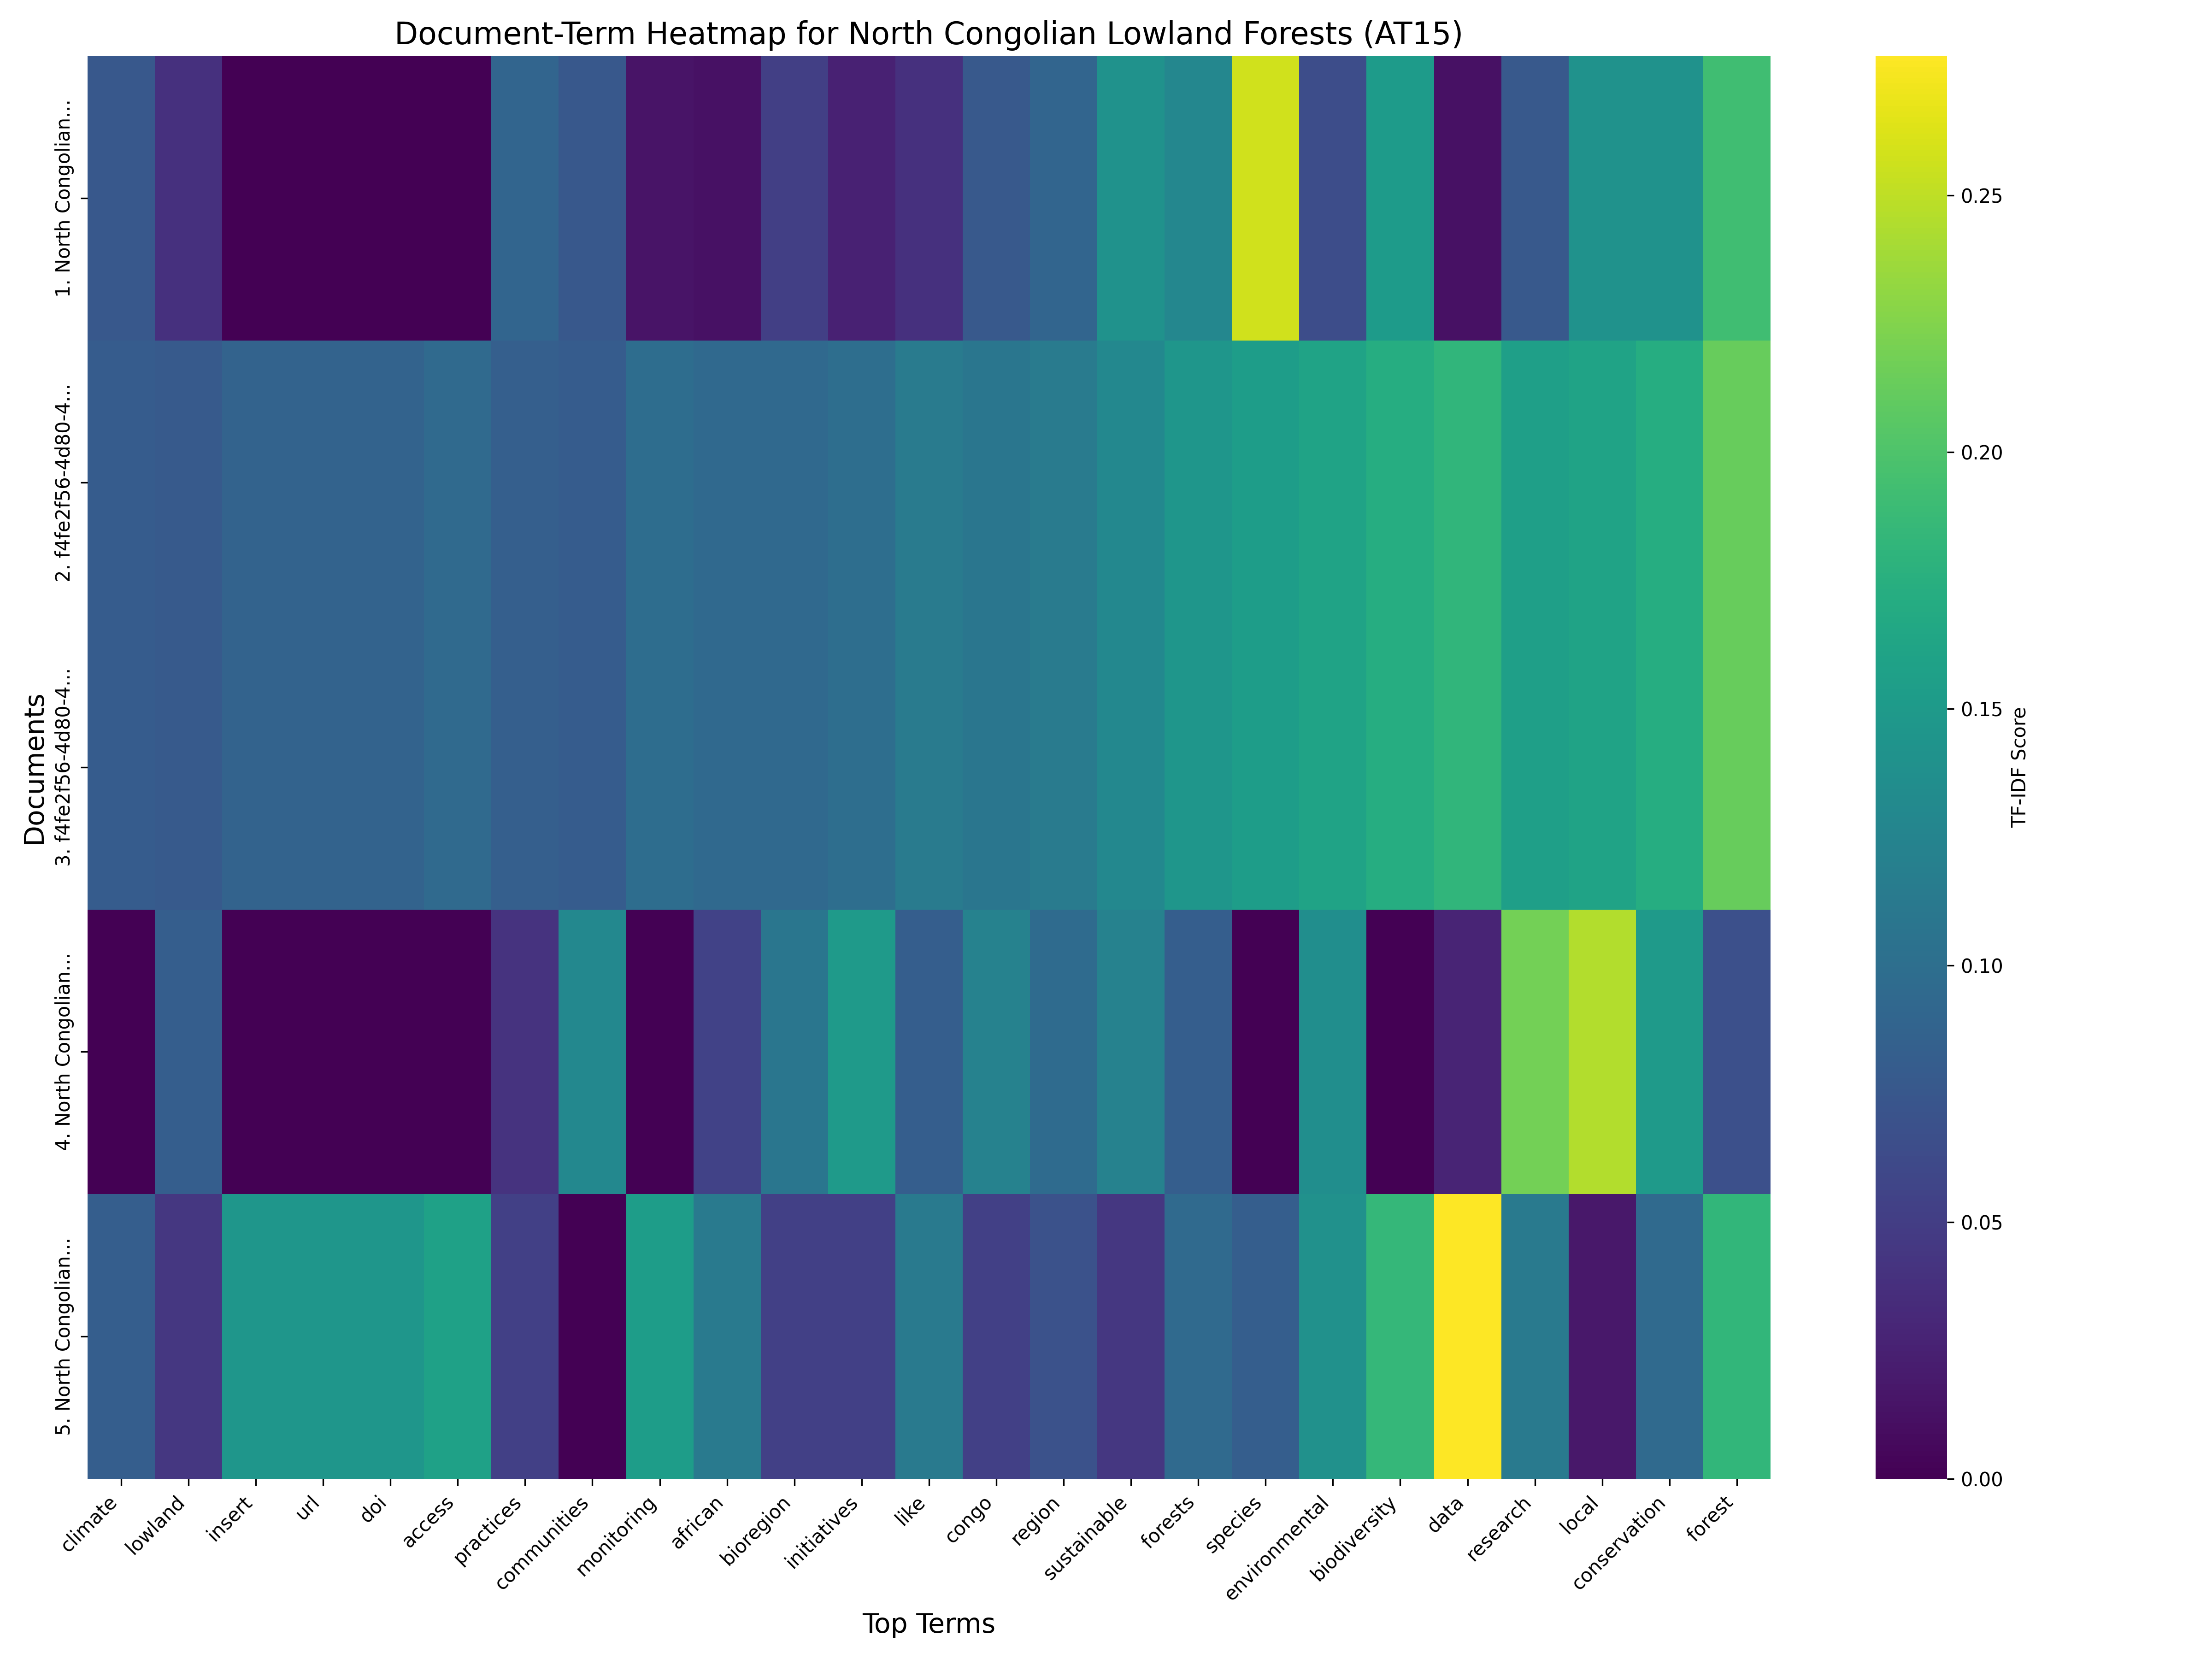 Document-Term Heatmap for North Congolian Lowland Forests (AT15)
Documents
1. North Congolian...
2. f4fe2f56-4d80-4...
3. f4fe2f56-4d80-4...
4. North Congolian...
5. North Congolian...
climate
lowland
insert
url
doi
access
practices
communities
monitoring
african
bioregion
initiatives
like
congo
region
sustainable
forests
species
environmental
biodiversity
data
research
local
conservation
forest
Top Terms
0.25
0.20
0.15
0.10
0.05
0.00
TF-IDF Score